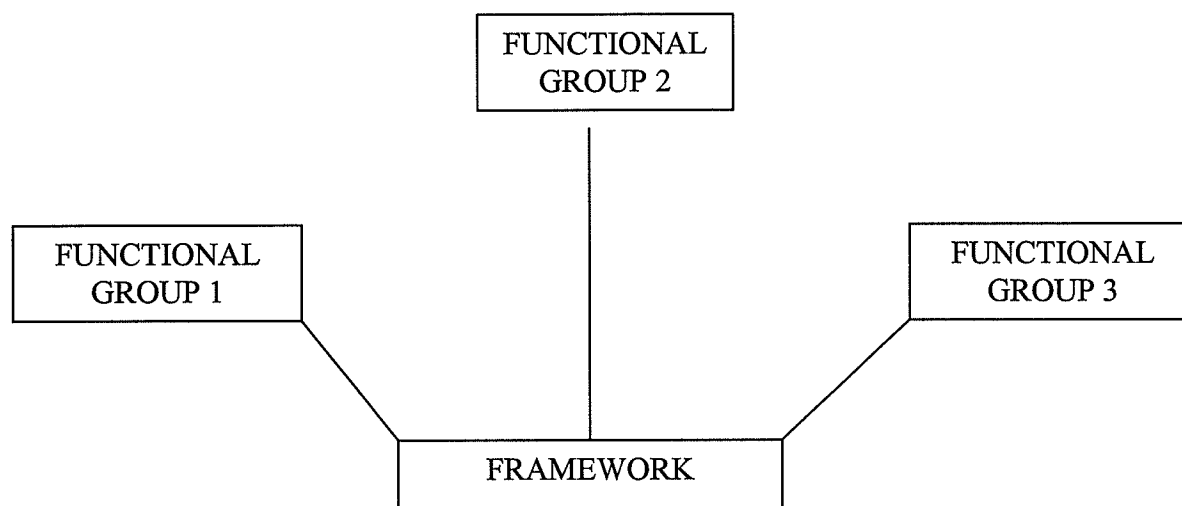 FUNCTIONAL
GROUP 2
FUNCTIONAL
GROUP 1
FUNCTIONAL
GROUP 3
FRAMEWORK